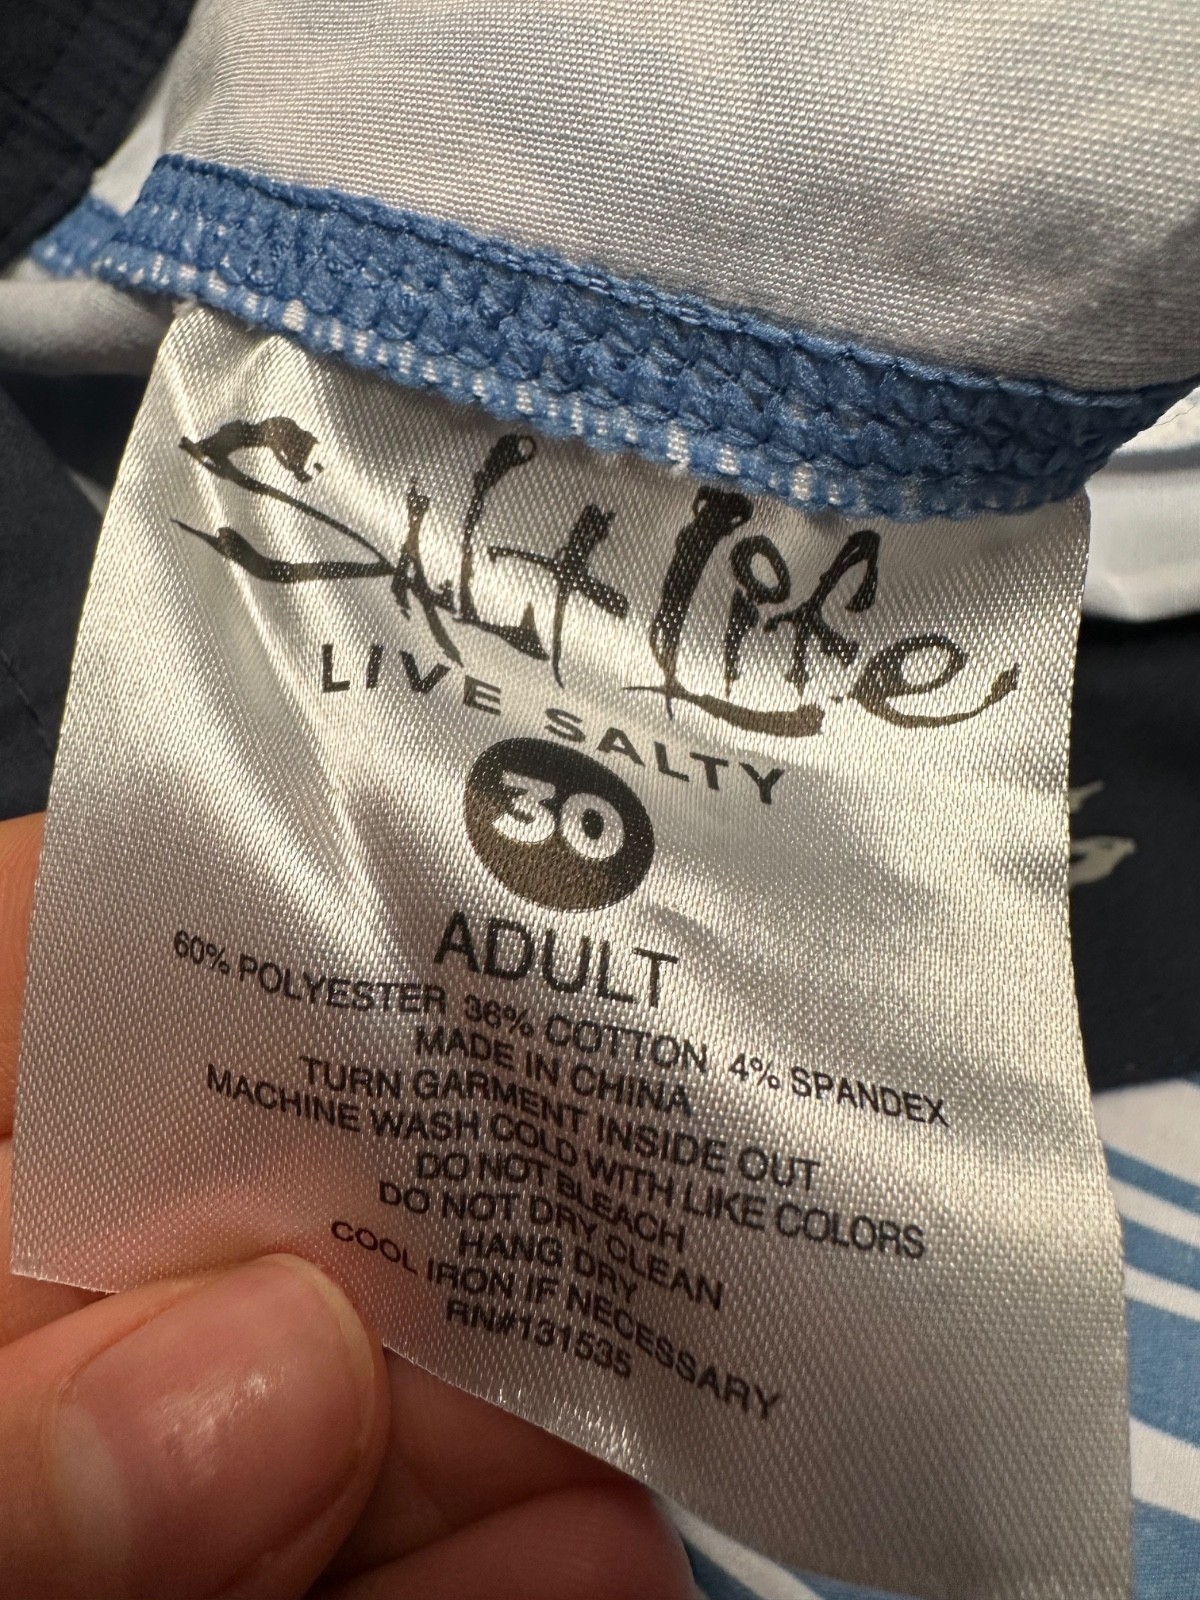 Salt Life
LIVE SALTY
30
ADULT
60% POLYESTER 36% COTTON 4% SPANDEX
MADE IN CHINA
TURN GARMENT INSIDE OUT
MACHINE WASH COLD WITH LIKE COLORS
DO NOT BLEACH
DO NOT DRY CLEAN
HANG DRY
COOL IRON IF NECESSARY
RN#131535